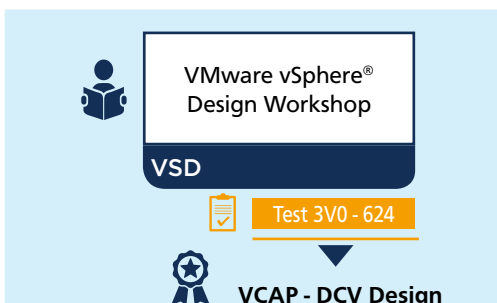 VMware vSphere®
Design Workshop
VSD
Test 3V0 - 624
VCAP - DCV Design